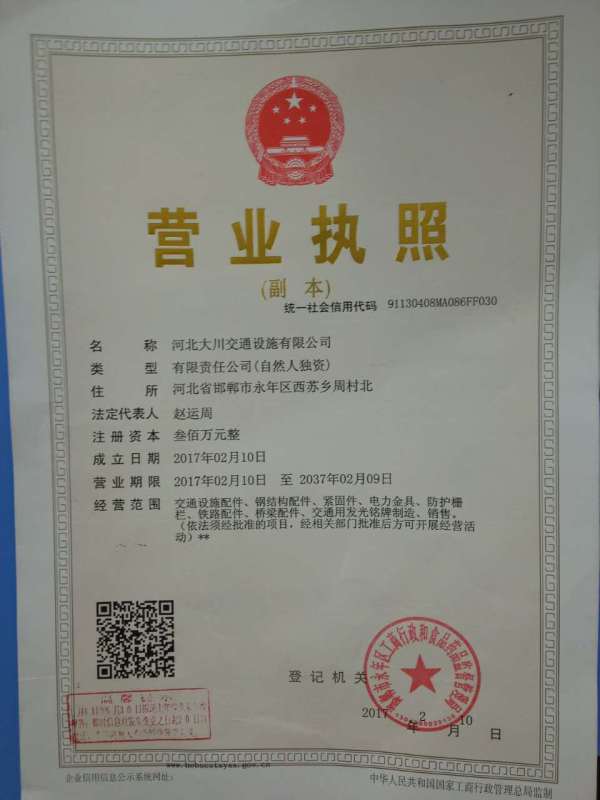 营业执照
(副 本)
统一社会信用代码 91130408MA086FF030
名 称 河北大川交通设施有限公司
类 型 有限责任公司(自然人独资)
住 所 河北省邯郸市永年区西苏乡周村北
法定代表人 赵运周
注册资本 叁佰万元整
成立日期 2017年02月10日
营业期限 2017年02月10日 至 2037年02月09日
经营范围 交通设施配件、钢结构配件、紧固件、电力金具、防护栅
栏、铁路配件、桥梁配件、交通用发光铭牌制造、销售。
(依法须经批准的项目，经相关部门批准后方可开展经营活
动)**
登记机关
2017年 2月 10日
www.hebscztxyxx.gov.cn
企业信用信息公示系统网址：
中华人民共和国国家工商行政管理总局监制